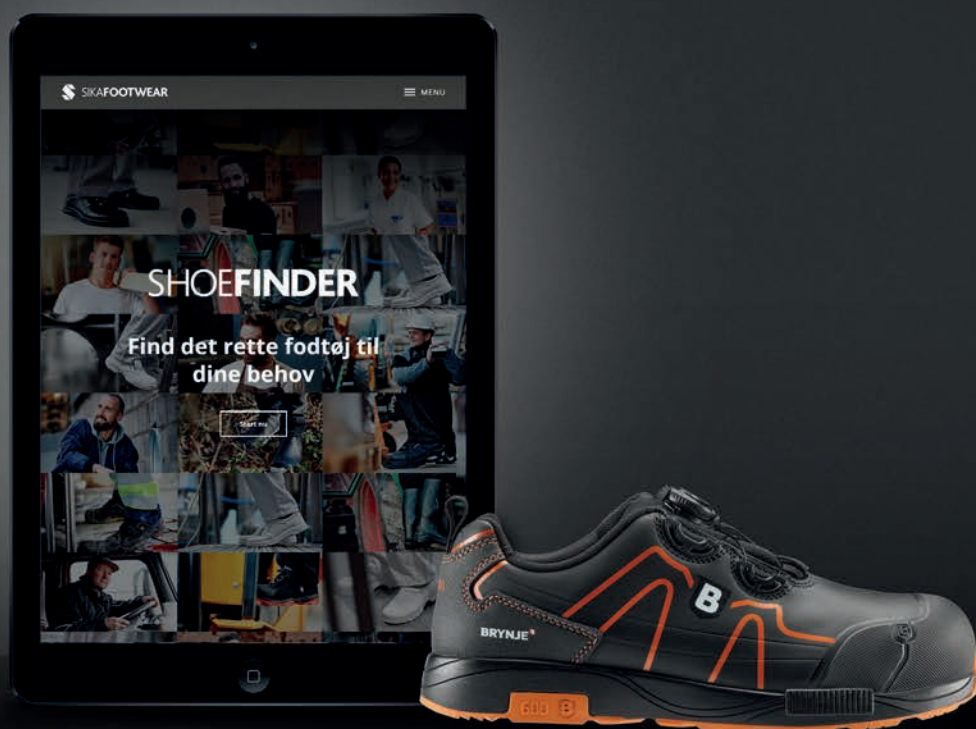 SIKAFOOTWEAR
MENU
SHOEFINDER
Find det rette fodtøj til
dine behov
Start nu
B
BRYNJE
B